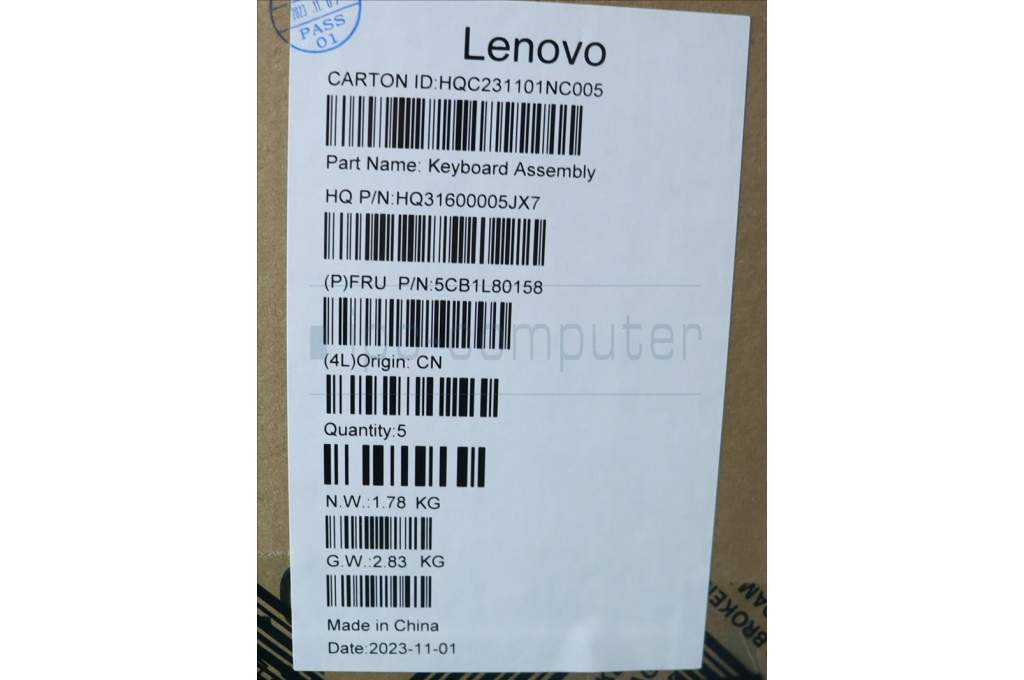 PASS
01
Lenovo
CARTON ID:HQC231101NC005
Part Name: Keyboard Assembly
HQ P/N:HQ31600005JX7
(P)FRU P/N:5CB1L80158
ipc-computer
(4L)Origin: CN
Quantity:5
N.W.:1.78 KG
G.W.:2.83 KG
Made in China
Date:2023-11-01